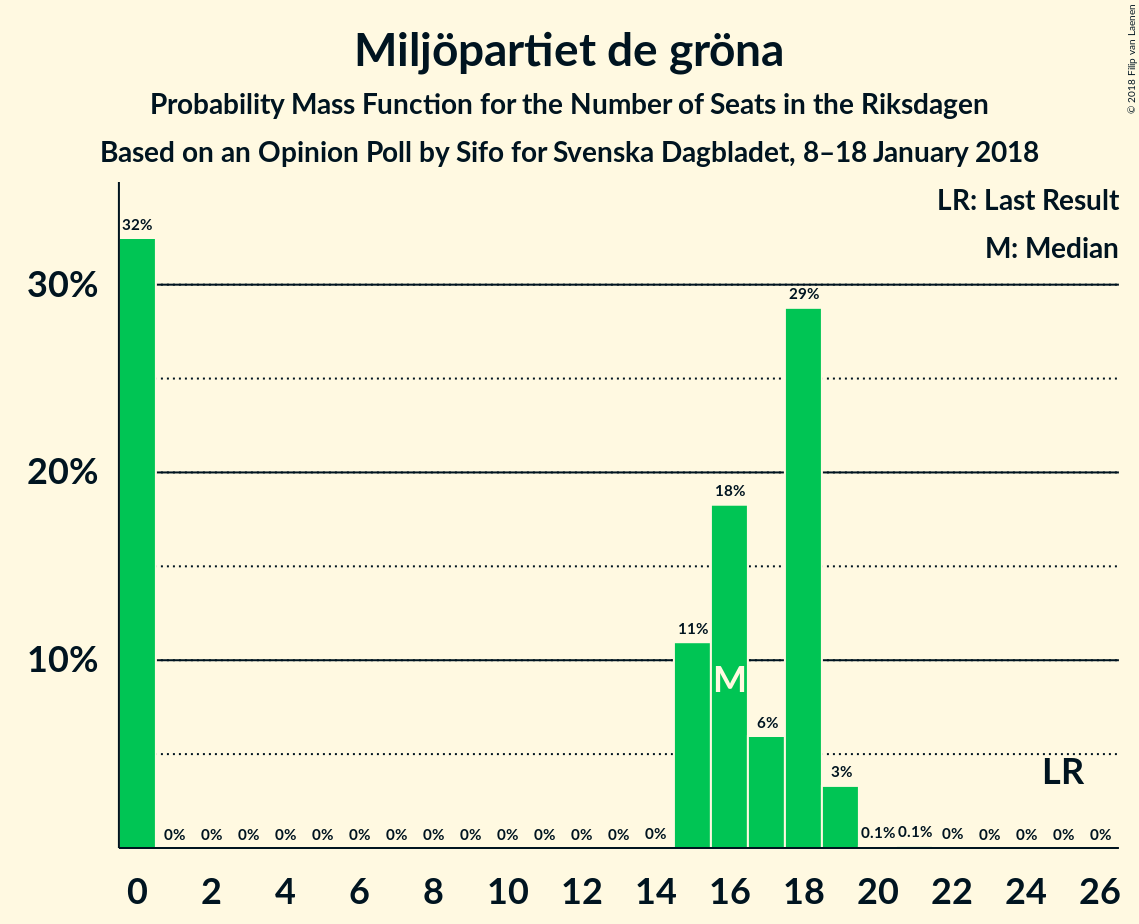 Miljöpartiet de gröna
Probability Mass Function for the Number of Seats in the Riksdagen
Based on an Opinion Poll by Sifo for Svenska Dagbladet, 8–18 January 2018
© 2018 Filip van Laenen
LR: Last Result
M: Median
30%
20%
10%
32%
0% 0% 0% 0% 0% 0% 0% 0% 0% 0% 0% 0% 0% 0%
11%
18%
6%
29%
3%
0.1% 0.1% 0% 0% 0% 0% 0%
M
LR
0 2 4 6 8 10 12 14 16 18 20 22 24 26